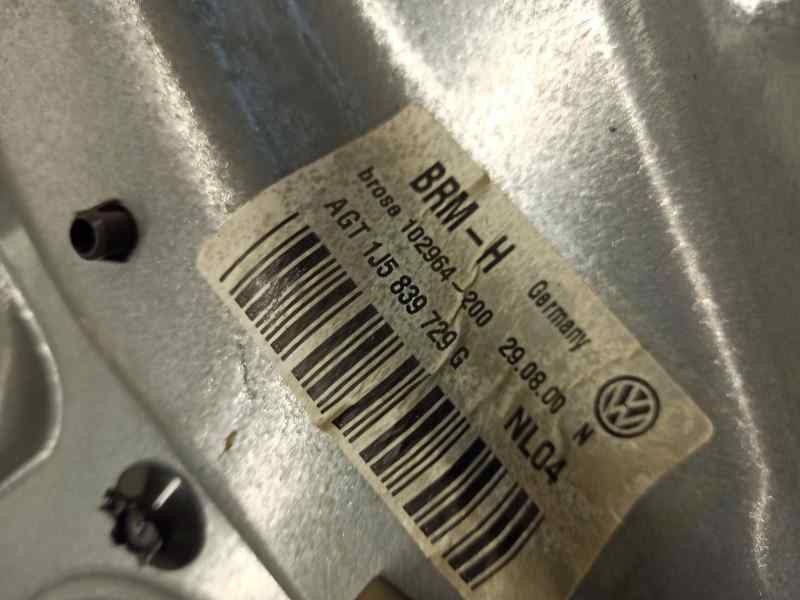 BRM-H Germany
brose 102964-200 29.08.00 N
AGT 1J5 839 729 G NL04